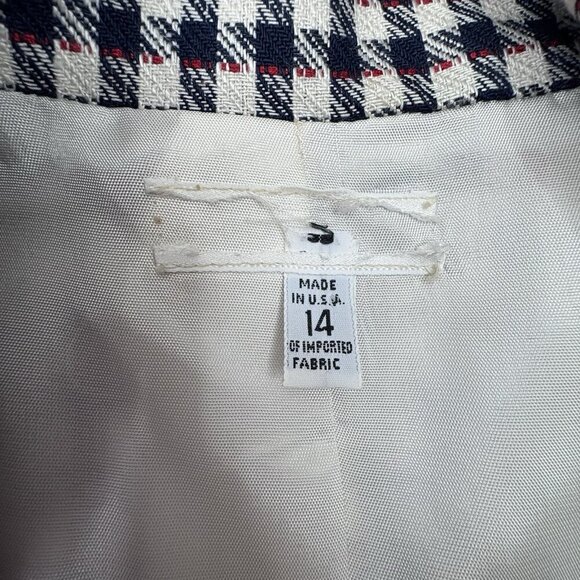 MADE
IN U.S.A.
14
OF IMPORTED
FABRIC